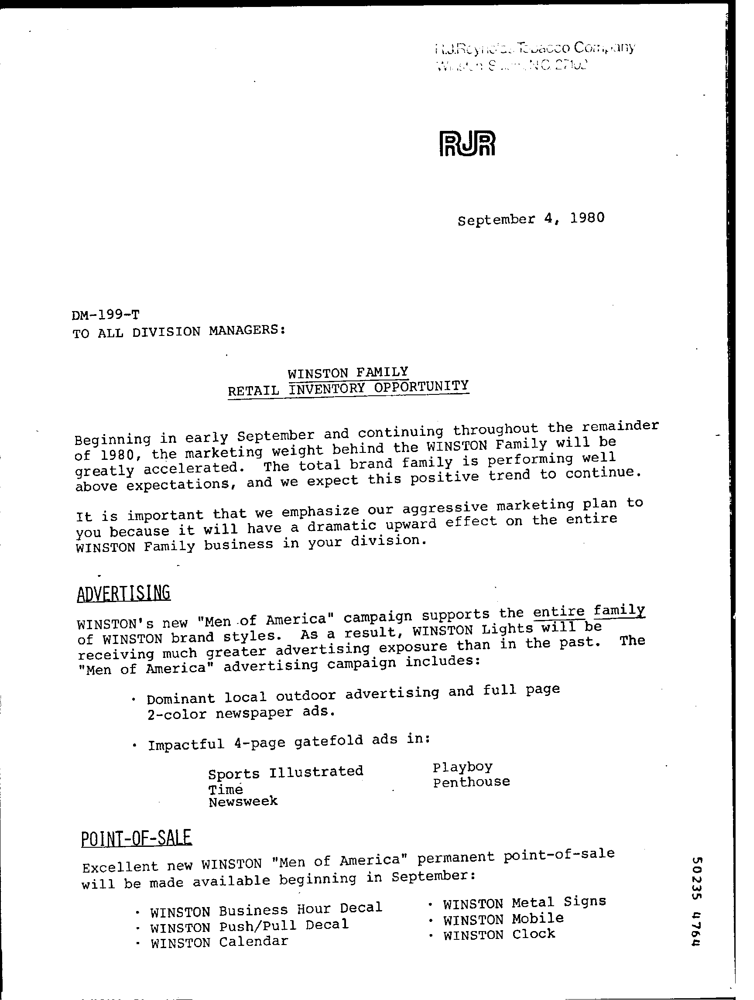 Tobacco Company
RJR
September 4, 1980
DM-199-T
TO ALL DIVISION MANAGERS:
WINSTON FAMILY
RETAIL INVENTORY OPPORTUNITY
Beginning in early September and continuing throughout the remainder
of 1980, the marketing weight behind the WINSTON Family will be
greatly accelerated. The total brand family is performing well
above expectations, and we expect this positive trend to continue.
It is important that we emphasize our aggressive marketing plan to
you because it will have a dramatic upward effect on the entire
WINSTON Family business in your division.
ADVERTISING
WINSTON's new "Men of America" campaign supports the entire family
of WINSTON brand styles. As a result, WINSTON Lights will be
receiving much greater advertising exposure than in the past. The
"Men of America" advertising campaign includes:
· Dominant local outdoor advertising and full page
2-color newspaper ads.
· Impactful 4-page gatefold ads in:
Sports Illustrated
Time
Newsweek
Playboy
Penthouse
POINT-OF-SALE
Excellent new WINSTON "Men of America" permanent point-of-sale
will be made available beginning in September:
· WINSTON Business Hour Decal
· WINSTON Push/Pull Decal
· WINSTON Calendar
· WINSTON Metal Signs
· WINSTON Mobile
· WINSTON Clock
50235 4764